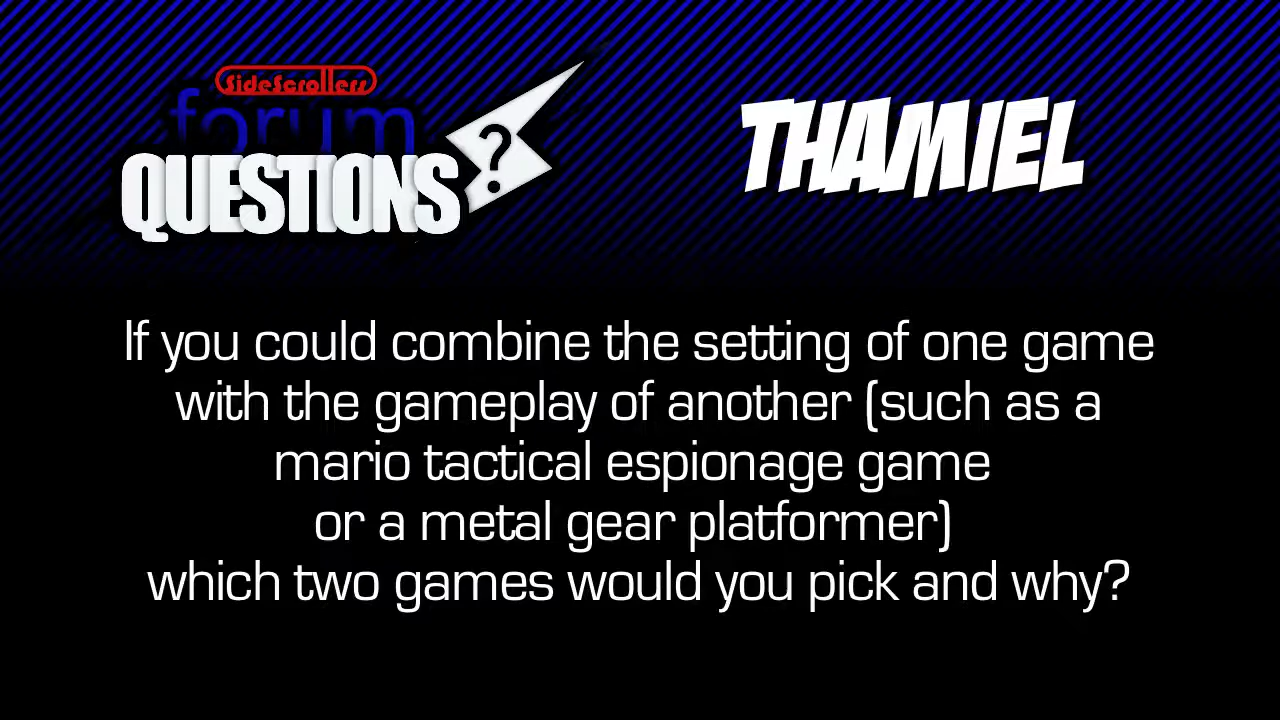 SideScrollers
forum
QUESTIONS
?
THAMIEL
If you could combine the setting of one game
with the gameplay of another (such as a
mario tactical espionage game
or a metal gear platformer)
which two games would you pick and why?